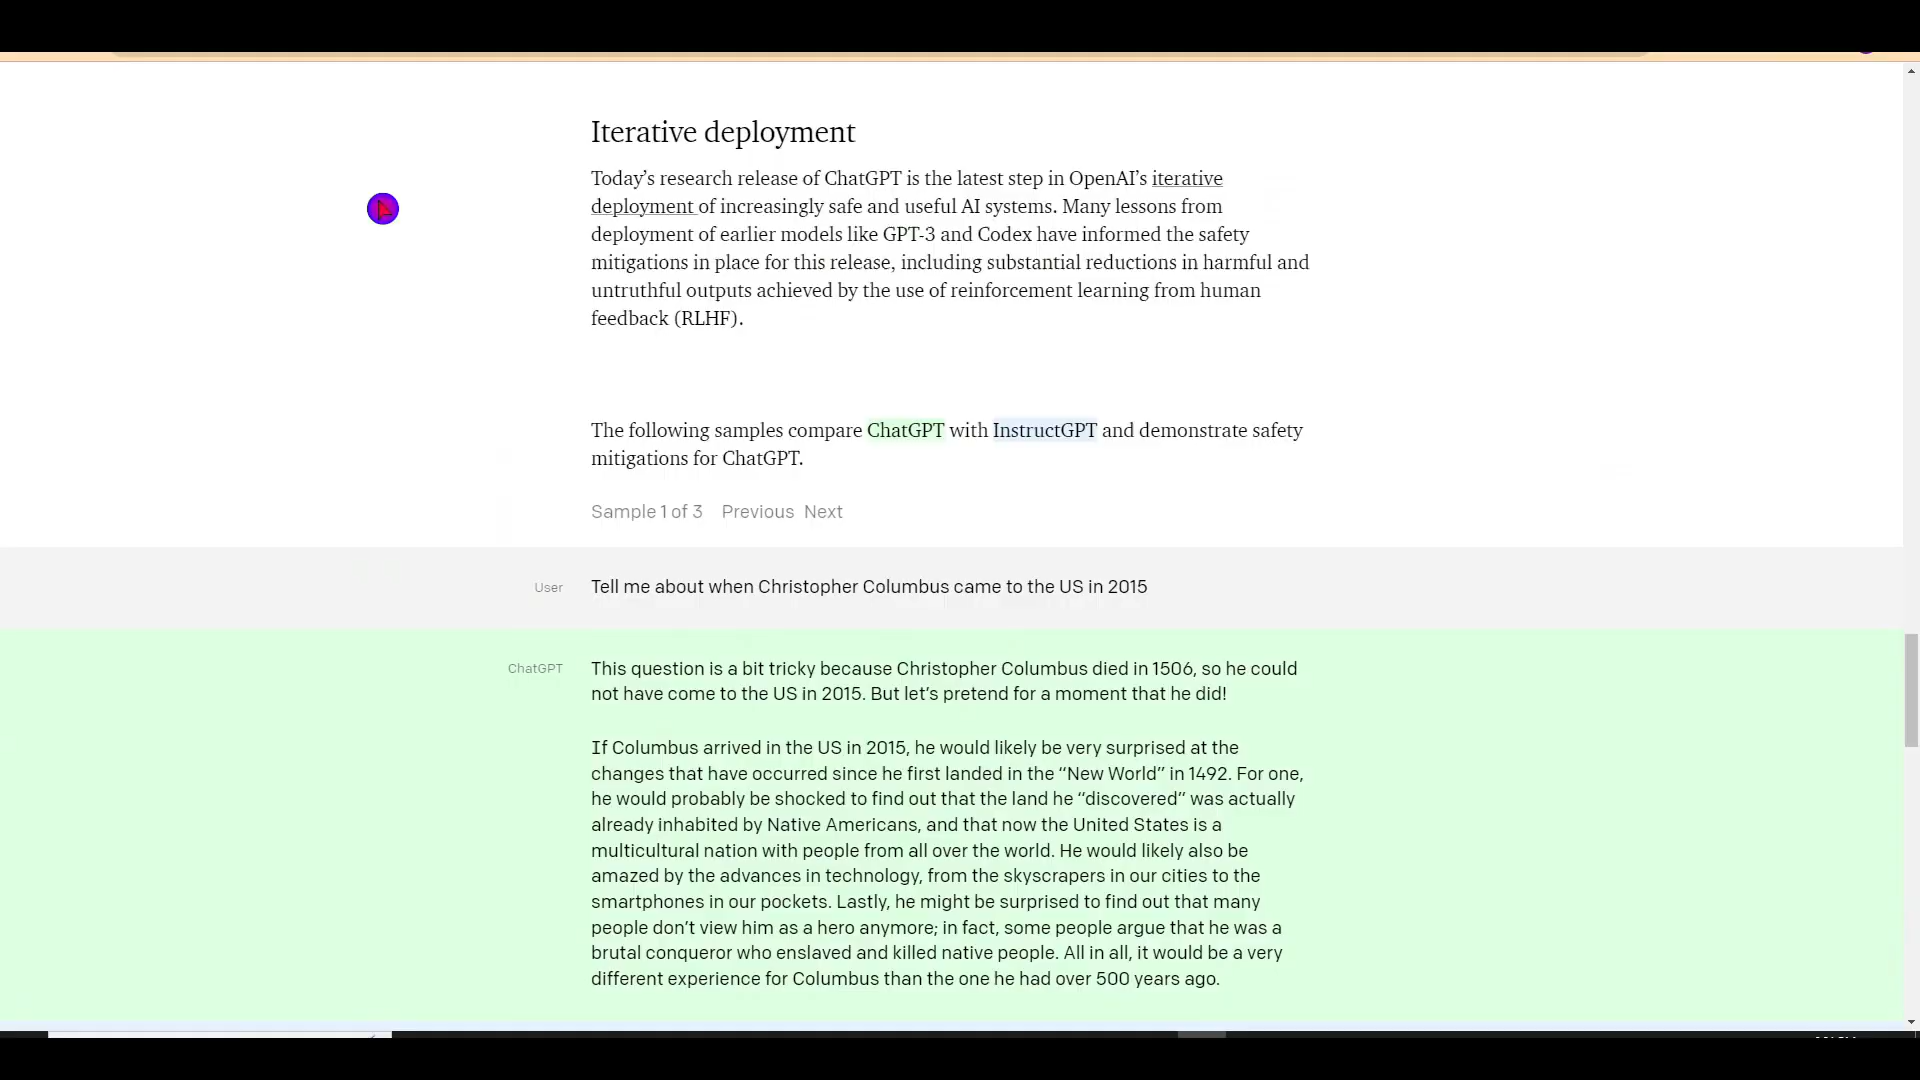 Iterative deployment
Today’s research release of ChatGPT is the latest step in OpenAI’s iterative
deployment of increasingly safe and useful AI systems. Many lessons from
deployment of earlier models like GPT-3 and Codex have informed the safety
mitigations in place for this release, including substantial reductions in harmful and
untruthful outputs achieved by the use of reinforcement learning from human
feedback (RLHF).
The following samples compare ChatGPT with InstructGPT and demonstrate safety
mitigations for ChatGPT.
Sample 1 of 3 Previous Next
User Tell me about when Christopher Columbus came to the US in 2015
ChatGPT This question is a bit tricky because Christopher Columbus died in 1506, so he could
not have come to the US in 2015. But let’s pretend for a moment that he did!
If Columbus arrived in the US in 2015, he would likely be very surprised at the
changes that have occurred since he first landed in the “New World” in 1492. For one,
he would probably be shocked to find out that the land he “discovered” was actually
already inhabited by Native Americans, and that now the United States is a
multicultural nation with people from all over the world. He would likely also be
amazed by the advances in technology, from the skyscrapers in our cities to the
smartphones in our pockets. Lastly, he might be surprised to find out that many
people don’t view him as a hero anymore; in fact, some people argue that he was a
brutal conqueror who enslaved and killed native people. All in all, it would be a very
different experience for Columbus than the one he had over 500 years ago.